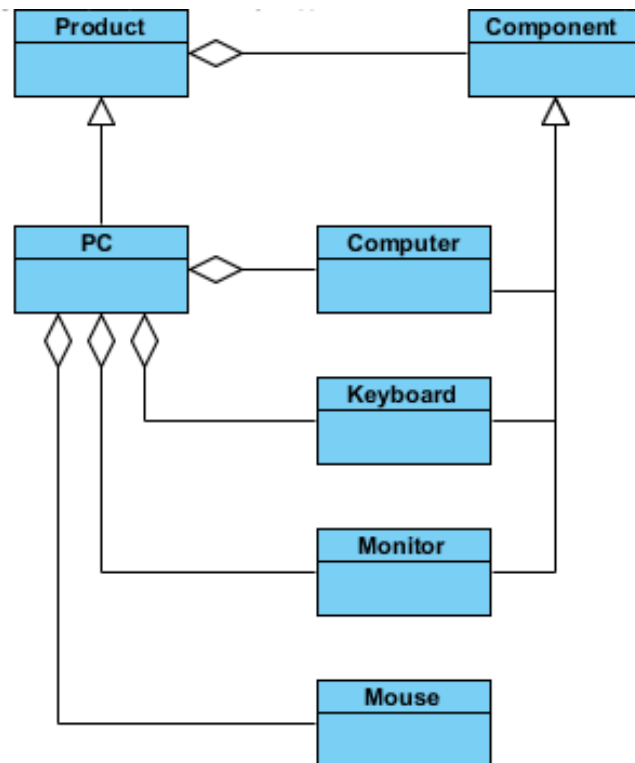 Product
Component
PC
Computer
Keyboard
Monitor
Mouse